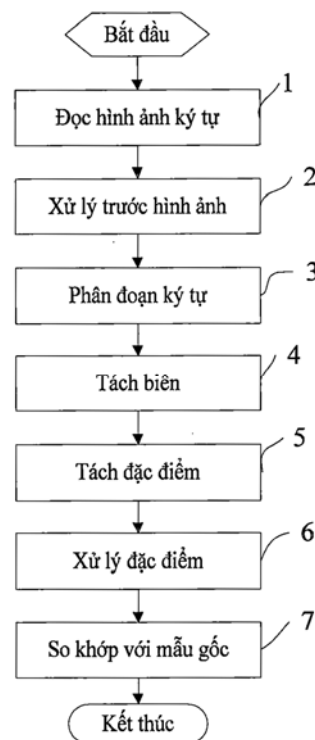 Bắt đầu
1
Đọc hình ảnh ký tự
2
Xử lý trước hình ảnh
3
Phân đoạn ký tự
4
Tách biên
5
Tách đặc điểm
6
Xử lý đặc điểm
7
So khớp với mẫu gốc
Kết thúc